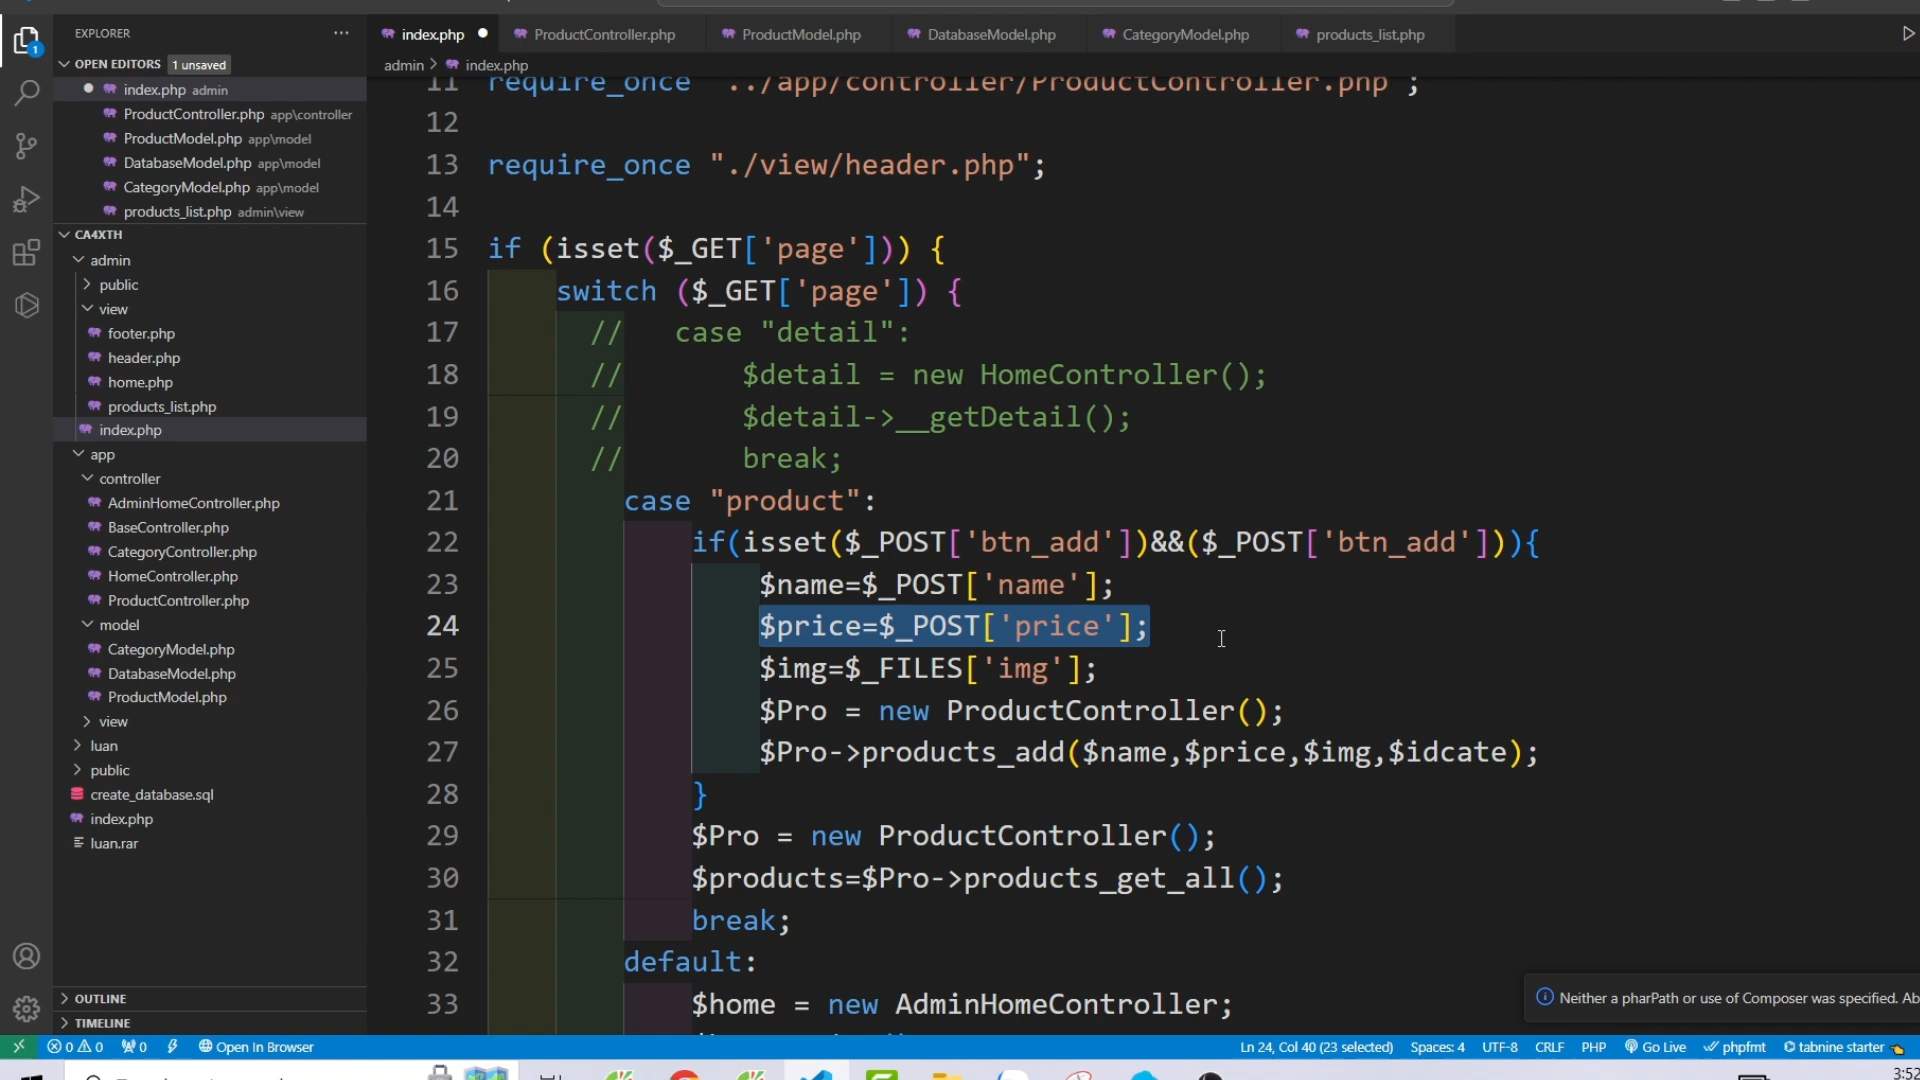 EXPLORER
OPEN EDITORS 1 unsaved
index.php admin
ProductController.php app\controller
ProductModel.php app\model
DatabaseModel.php app\model
CategoryModel.php app\model
products_list.php admin\view
CA4XTH
admin
public
view
footer.php
header.php
home.php
products_list.php
index.php
app
controller
AdminHomeController.php
BaseController.php
CategoryController.php
HomeController.php
ProductController.php
model
CategoryModel.php
DatabaseModel.php
ProductModel.php
view
luan
public
create_database.sql
index.php
luan.rar
OUTLINE
TIMELINE
1
index.php ProductController.php ProductModel.php DatabaseModel.php CategoryModel.php products_list.php
admin > index.php
11 require_once "../app/controller/ProductController.php";
12
13 require_once "./view/header.php";
14
15 if (isset($_GET['page'])) {
16 switch ($_GET['page']) {
17 // case "detail":
18 // $detail = new HomeController();
19 // $detail->__getDetail();
20 // break;
21 case "product":
22 if(isset($_POST['btn_add'])&&($_POST['btn_add'])){
23 $name=$_POST['name'];
24 $price=$_POST['price'];
25 $img=$_FILES['img'];
26 $Pro = new ProductController();
27 $Pro->products_add($name,$price,$img,$idcate);
28 }
29 $Pro = new ProductController();
30 $products=$Pro->products_get_all();
31 break;
32 default:
33 $home = new AdminHomeController;
Neither a pharPath or use of Composer was specified. Ab
0 0 0 Open In Browser Ln 24, Col 40 (23 selected) Spaces: 4 UTF-8 CRLF PHP Go Live phpfmt tabnine starter
3:52